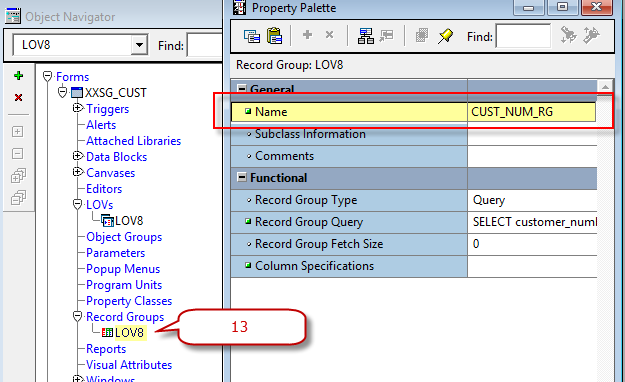 Object Navigator
LOV8
Find:
Forms
XXSG_CUST
Triggers
Alerts
Attached Libraries
Data Blocks
Canvases
Editors
LOVs
LOV8
Object Groups
Parameters
Popup Menus
Program Units
Property Classes
Record Groups
LOV8
Reports
Visual Attributes
Windows
13
Property Palette
Find:
Record Group: LOV8
General
Name CUST_NUM_RG
Subclass Information
Comments
Functional
Record Group Type Query
Record Group Query SELECT customer_numb
Record Group Fetch Size 0
Column Specifications